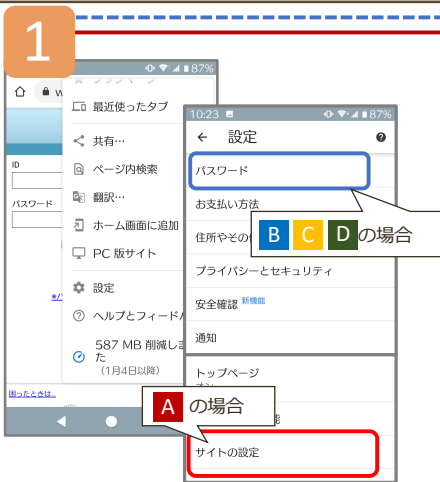 1
87%
最近使ったタブ
共有…
ページ内検索
翻訳…
ホーム画面に追加
PC 版サイト
設定
ヘルプとフィード
587 MB 削減し
た
（1月4日以降）
ID
パスワード
困ったときは...
10:23
87%
設定
パスワード
お支払い方法
住所やその
B C D の場合
プライバシーとセキュリティ
安全確認 新機能
通知
トップページ
A の場合
サイトの設定